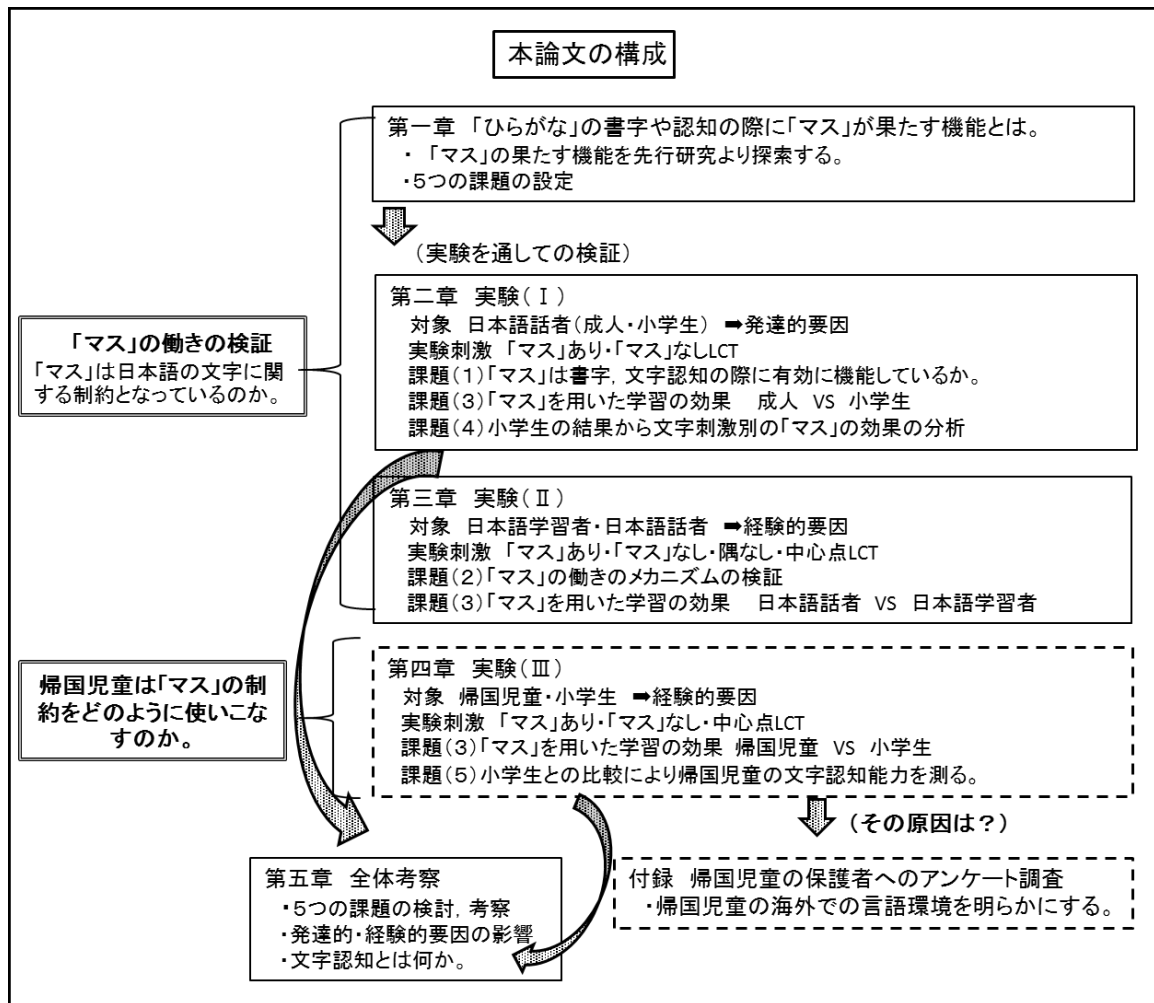 本論文の構成
第一章 「ひらがな」の書字や認知の際に「マス」が果たす機能とは。
・ 「マス」の果たす機能を先行研究より探索する。
・5つの課題の設定
(実験を通しての検証)
「マス」の働きの検証
「マス」は日本語の文字に関
する制約となっているのか。
第二章 実験(Ⅰ)
対象 日本語話者(成人・小学生) ➡発達的要因
実験刺激 「マス」あり・「マス」なしLCT
課題(1)「マス」は書字, 文字認知の際に有効に機能しているか。
課題(3)「マス」を用いた学習の効果 成人 VS 小学生
課題(4)小学生の結果から文字刺激別の「マス」の効果の分析
第三章 実験(Ⅱ)
対象 日本語学習者・日本語話者 ➡経験的要因
実験刺激 「マス」あり・「マス」なし・隅なし・中心点LCT
課題(2)「マス」の働きのメカニズムの検証
課題(3)「マス」を用いた学習の効果 日本語話者 VS 日本語学習者
帰国児童は「マス」の制
約をどのように使いこな
すのか。
第四章 実験(Ⅲ)
対象 帰国児童・小学生 ➡経験的要因
実験刺激 「マス」あり・「マス」なし・中心点LCT
課題(3)「マス」を用いた学習の効果 帰国児童 VS 小学生
課題(5)小学生との比較により帰国児童の文字認知能力を測る。
(その原因は?)
第五章 全体考察
・5つの課題の検討, 考察
・発達的・経験的要因の影響
・文字認知とは何か。
付録 帰国児童の保護者へのアンケート調査
・帰国児童の海外での言語環境を明らかにする。